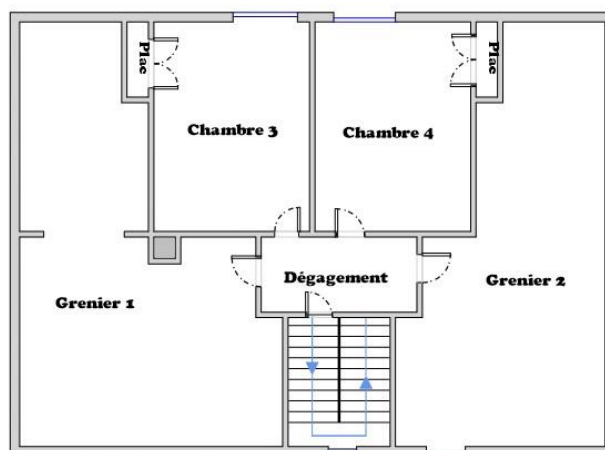 Plac
Plac
Chambre 3
Chambre 4
Dégagement
Grenier 1
Grenier 2